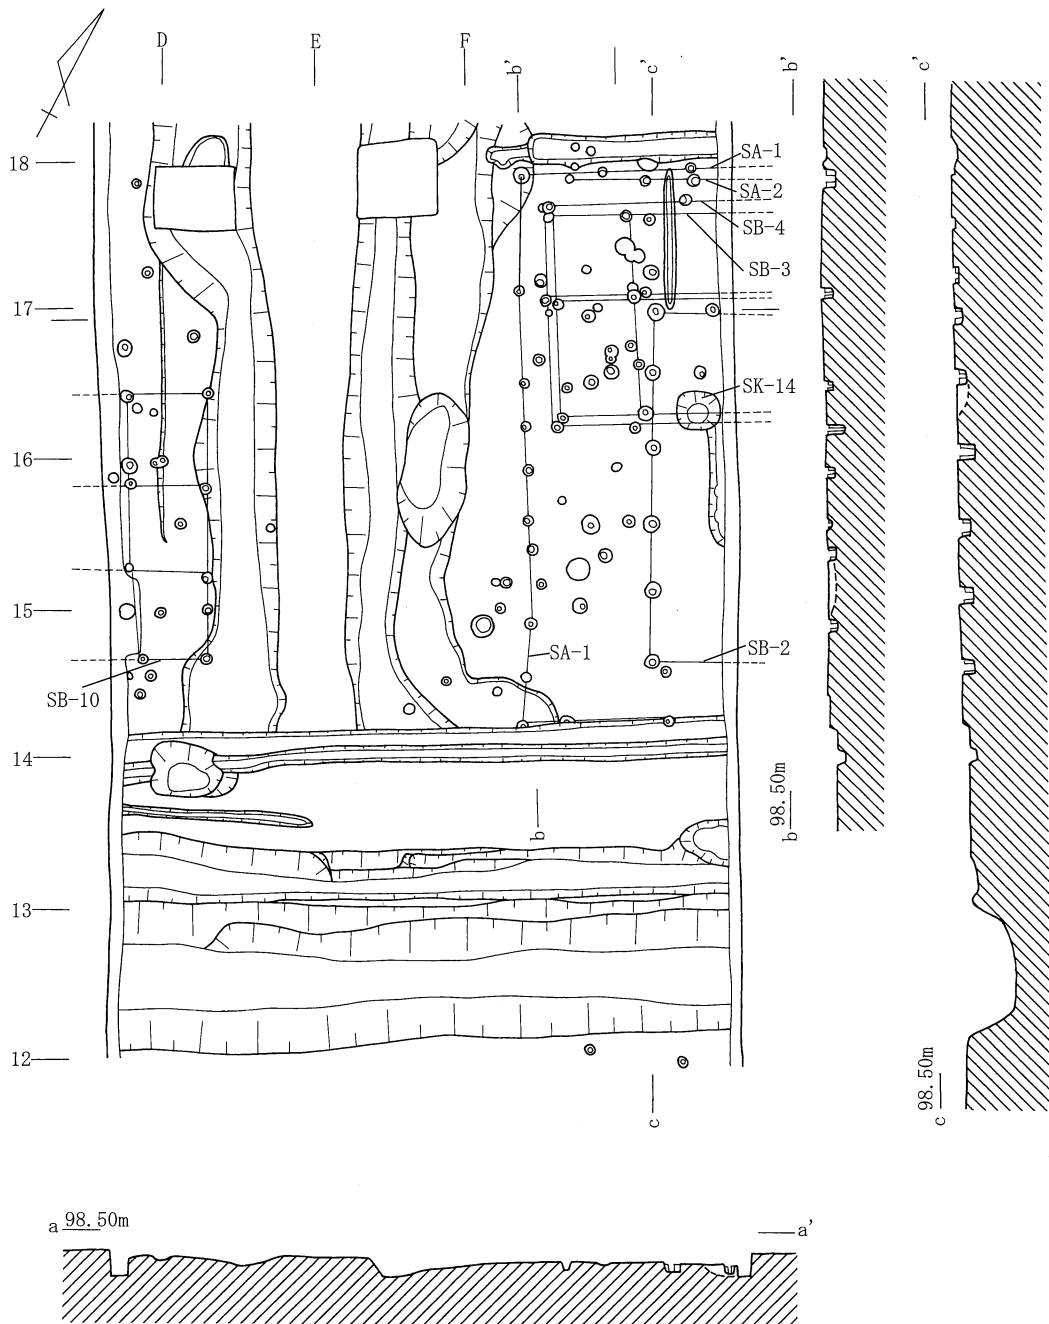 D
E
F
b'
c'
b'
c'
18
17
16
15
14
13
12
SA-1
SA-2
SB-4
SB-3
SK-14
SB-2
SA-1
SB-10
b
b 98.50m
c
c 98.50m
a 98.50m
a'